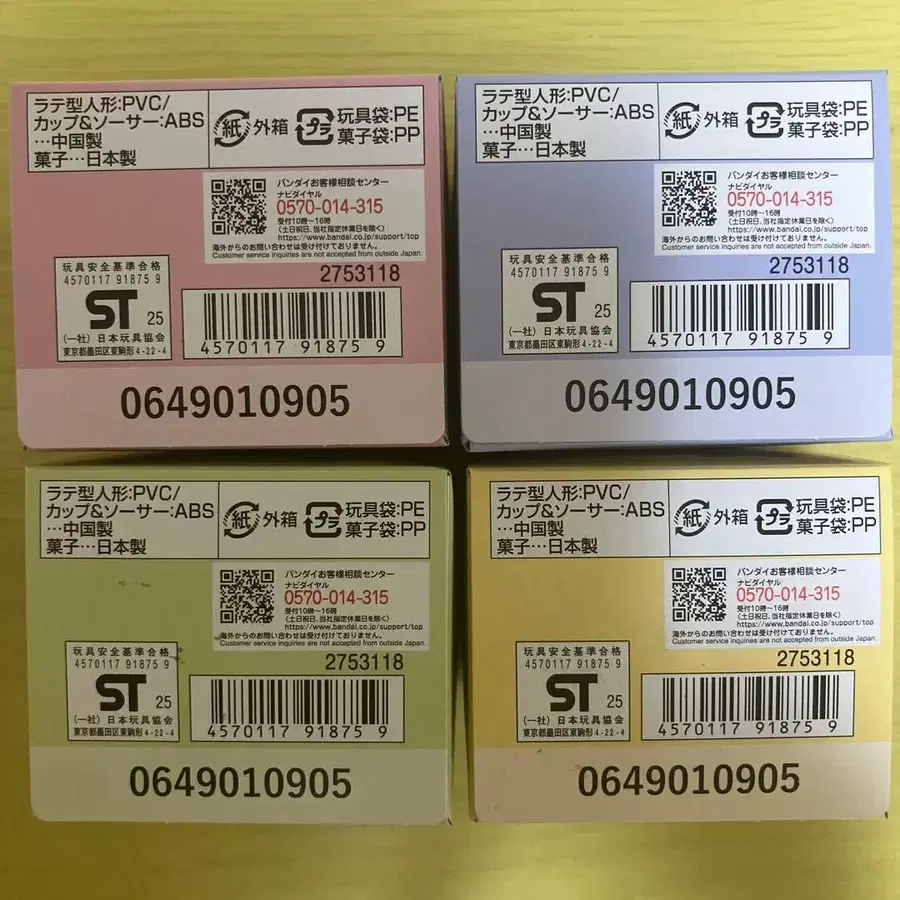 ラテ型人形:PVC/
カップ&ソーサー:ABS
…中国製
菓子…日本製
紙 外箱
プラ 玩具袋:PE
菓子袋:PP
バンダイお客様相談センター
ナビダイヤル
0570-014-315
受付10時〜16時
(土日祝日、当社指定休業日を除く)
https://www.bandai.co.jp/support/top
海外からのお問い合わせは受け付けておりません。
Customer service inquiries are not accepted from outside Japan.
玩具安全基準合格
4570117 91875 9
ST 25
(一社) 日本玩具協会
東京都墨田区東駒形4-22-4
4570117 918759
0649010905
ラテ型人形:PVC/
カップ&ソーサー:ABS
…中国製
菓子…日本製
紙 外箱
プラ 玩具袋:PE
菓子袋:PP
バンダイお客様相談センター
ナビダイヤル
0570-014-315
受付10時〜16時
(土日祝日、当社指定休業日を除く)
https://www.bandai.co.jp/support/top
海外からのお問い合わせは受け付けておりません。
Customer service inquiries are not accepted from outside Japan.
2753118
玩具安全基準合格
4570117 91875 9
ST 25
(一社) 日本玩具協会
東京都墨田区東駒形4-22-4
4570117 918759
0649010905
ラテ型人形:PVC/
カップ&ソーサー:ABS
…中国製
菓子…日本製
紙 外箱
プラ 玩具袋:PE
菓子袋:PP
バンダイお客様相談センター
ナビダイヤル
0570-014-315
受付10時〜16時
(土日祝日、当社指定休業日を除く)
https://www.bandai.co.jp/support/top
海外からのお問い合わせは受け付けておりません。
Customer service inquiries are not accepted from outside Japan.
2753118
玩具安全基準合格
4570117 91875 9
ST 25
(一社) 日本玩具協会
東京都墨田区東駒形4-22-4
4570117 918759
0649010905
ラテ型人形:PVC/
カップ&ソーサー:ABS
…中国製
菓子…日本製
紙 外箱
プラ 玩具袋:PE
菓子袋:PP
バンダイお客様相談センター
ナビダイヤル
0570-014-315
受付10時〜16時
(土日祝日、当社指定休業日を除く)
https://www.bandai.co.jp/support/top
海外からのお問い合わせは受け付けておりません。
Customer service inquiries are not accepted from outside Japan.
2753118
玩具安全基準合格
4570117 91875 9
ST 25
(一社) 日本玩具協会
東京都墨田区東駒形4-22-4
4570117 918759
0649010905